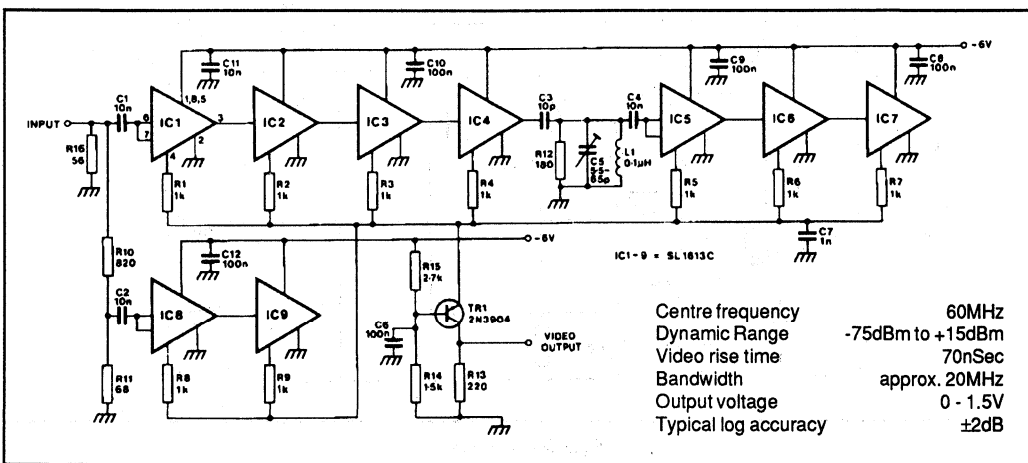 -6V
C11
10n
C10
100n
C9
100n
C8
100n
C1
10n
1,8,5
INPUT
6
7
IC1
3
2
4
IC2
IC3
IC4
C3
10p
C4
10n
IC5
IC6
IC7
R16
56
R12
180
C5
5·5-
65p
L1
0·1µH
R1
1k
R2
1k
R3
1k
R4
1k
R5
1k
R6
1k
R7
1k
C7
1n
-6V
IC1-9 = SL1613C
R10
820
C12
100n
C2
10n
IC8
IC9
R15
2·7k
TR1
2N3904
C6
100n
VIDEO
OUTPUT
R11
68
R8
1k
R9
1k
R14
1·5k
R13
220
Centre frequency 60MHz
Dynamic Range -75dBm to +15dBm
Video rise time 70nSec
Bandwidth approx. 20MHz
Output voltage 0 - 1.5V
Typical log accuracy ±2dB